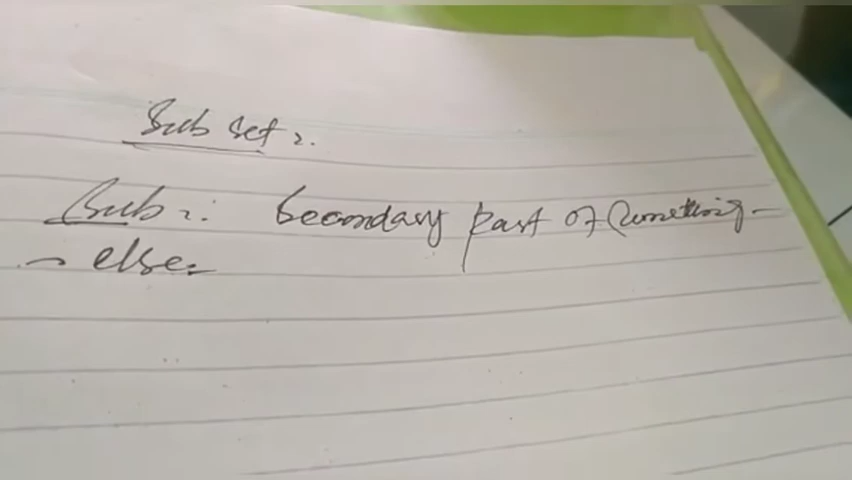 Sub set :.
Sub :: Secondary part of Something -
- else =